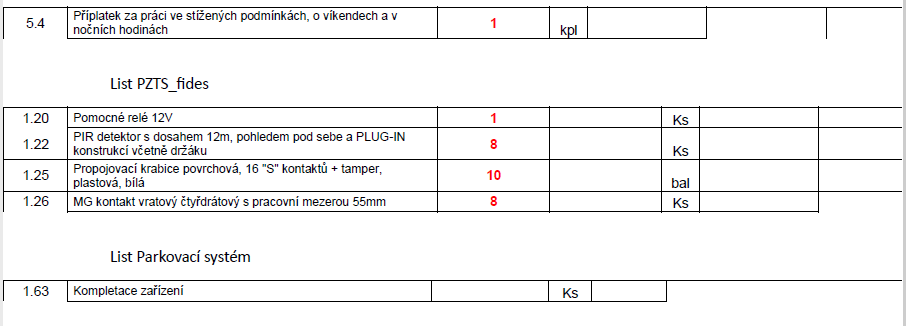 5.4 Příplatek za práci ve stížených podmínkách, o víkendech a v
nočních hodinách 1 kpl
List PZTS_fides
1.20 Pomocné relé 12V 1 Ks
1.22 PIR detektor s dosahem 12m, pohledem pod sebe a PLUG-IN
konstrukcí včetně držáku 8 Ks
1.25 Propojovací krabice povrchová, 16 "S" kontaktů + tamper,
plastová, bílá 10 bal
1.26 MG kontakt vratový čtyřdrátový s pracovní mezerou 55mm 8 Ks
List Parkovací systém
1.63 Kompletace zařízení Ks